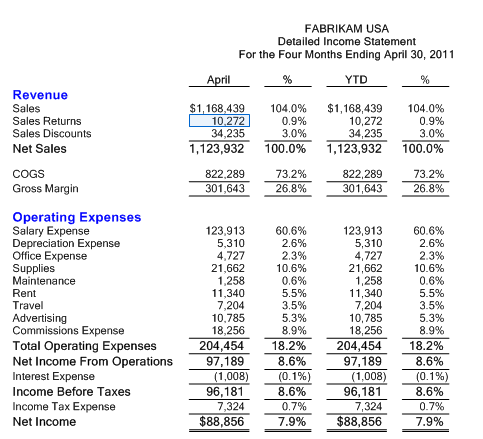 FABRIKAM USA
Detailed Income Statement
For the Four Months Ending April 30, 2011
April % YTD %
Revenue
Sales $1,168,439 104.0% $1,168,439 104.0%
Sales Returns 10,272 0.9% 10,272 0.9%
Sales Discounts 34,235 3.0% 34,235 3.0%
Net Sales 1,123,932 100.0% 1,123,932 100.0%
COGS 822,289 73.2% 822,289 73.2%
Gross Margin 301,643 26.8% 301,643 26.8%
Operating Expenses
Salary Expense 123,913 60.6% 123,913 60.6%
Depreciation Expense 5,310 2.6% 5,310 2.6%
Office Expense 4,727 2.3% 4,727 2.3%
Supplies 21,662 10.6% 21,662 10.6%
Maintenance 1,258 0.6% 1,258 0.6%
Rent 11,340 5.5% 11,340 5.5%
Travel 7,204 3.5% 7,204 3.5%
Advertising 10,785 5.3% 10,785 5.3%
Commissions Expense 18,256 8.9% 18,256 8.9%
Total Operating Expenses 204,454 18.2% 204,454 18.2%
Net Income From Operations 97,189 8.6% 97,189 8.6%
Interest Expense (1,008) (0.1%) (1,008) (0.1%)
Income Before Taxes 96,181 8.6% 96,181 8.6%
Income Tax Expense 7,324 0.7% 7,324 0.7%
Net Income $88,856 7.9% $88,856 7.9%